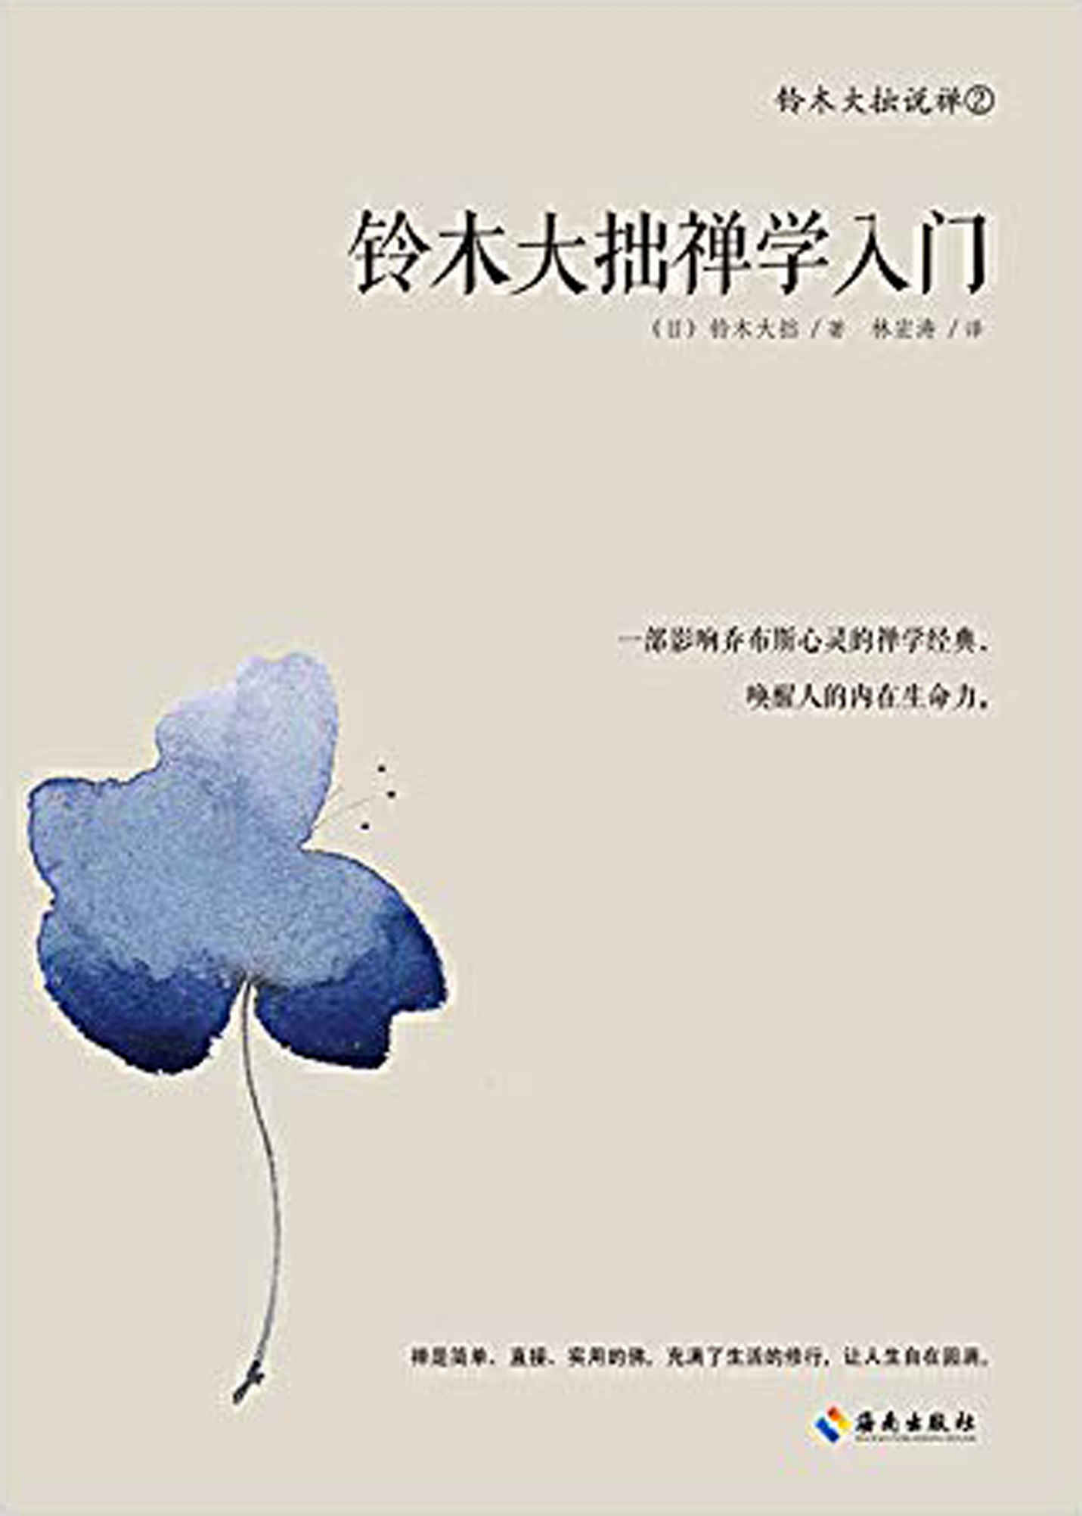 铃木大拙说禅②
铃木大拙禅学入门
（日）铃木大拙 / 著 林宏涛 / 译
一部影响乔布斯心灵的禅学经典，
唤醒人的内在生命力。
禅是简单、直接、实用的佛，充满了生活的修行，让人生自在圆满。
海南出版社